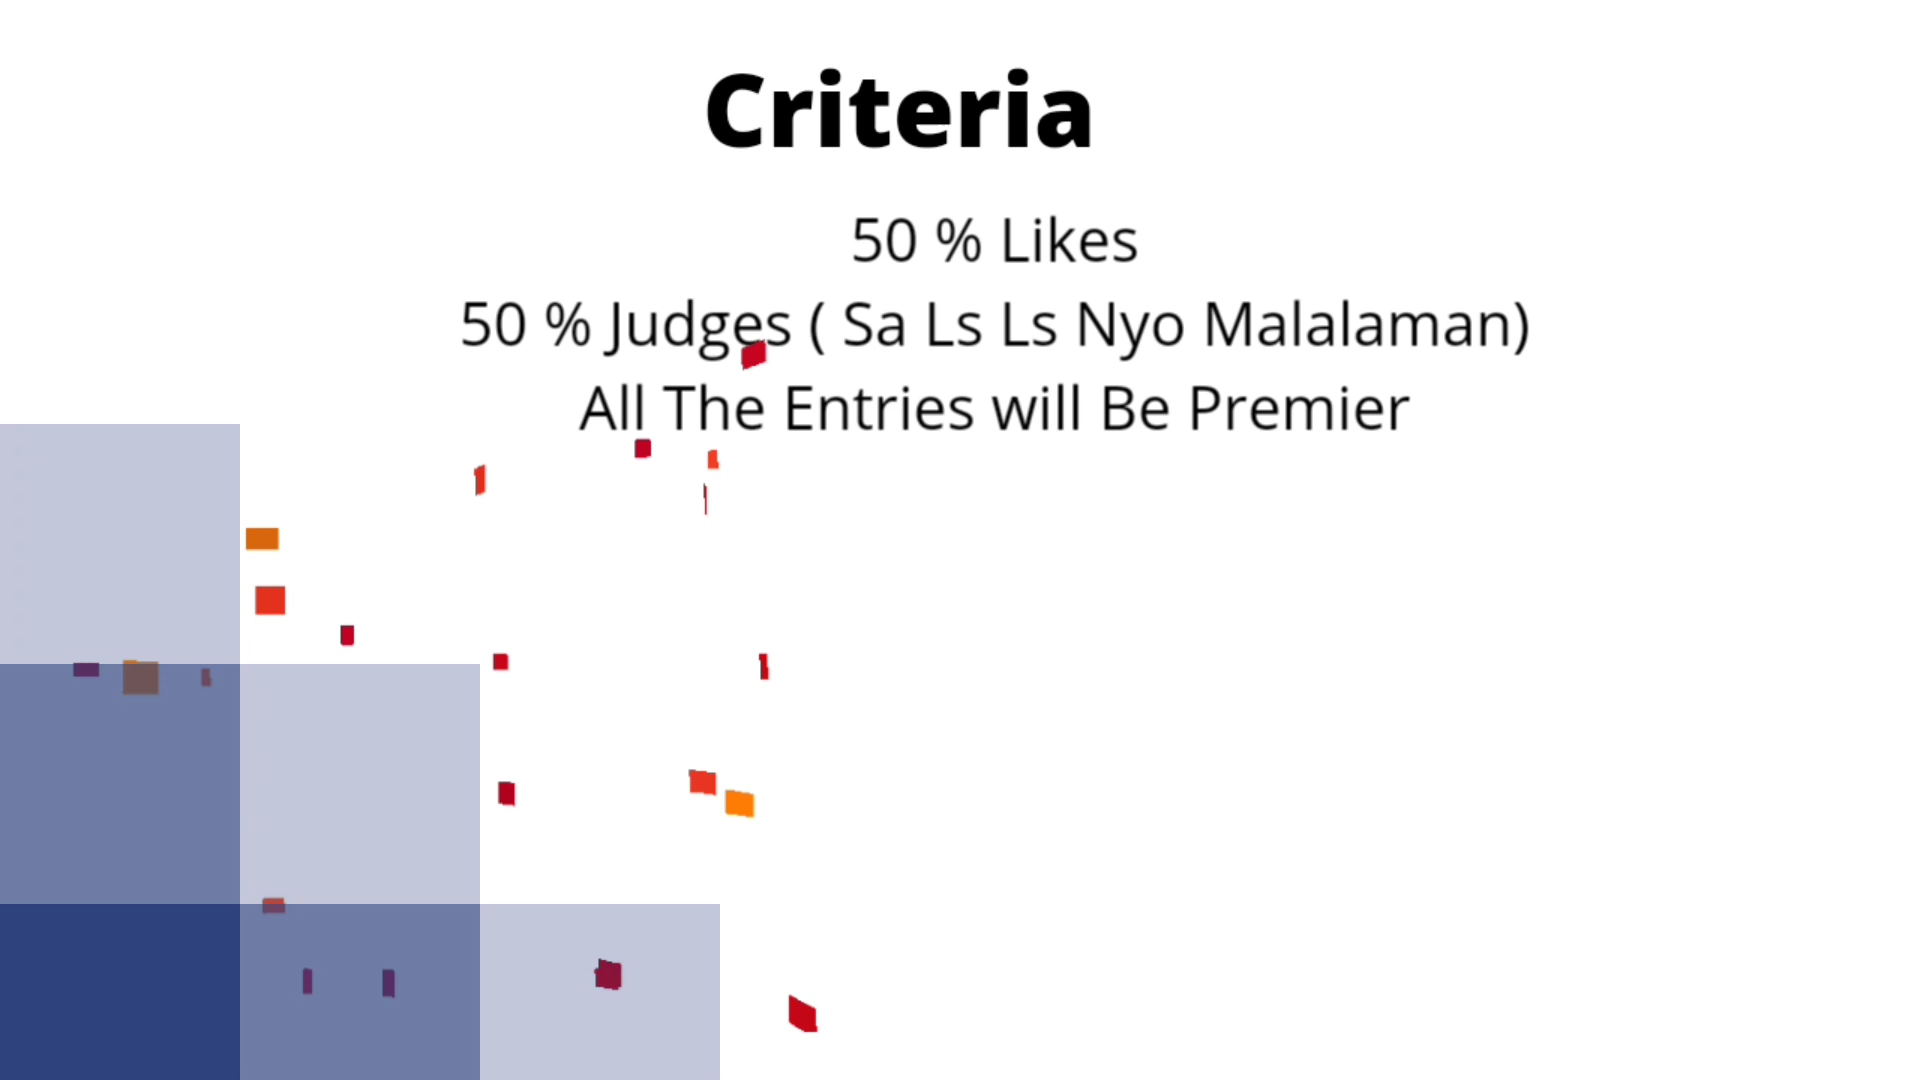 Criteria
50 % Likes
50 % Judges ( Sa Ls Ls Nyo Malalaman)
All The Entries will Be Premier